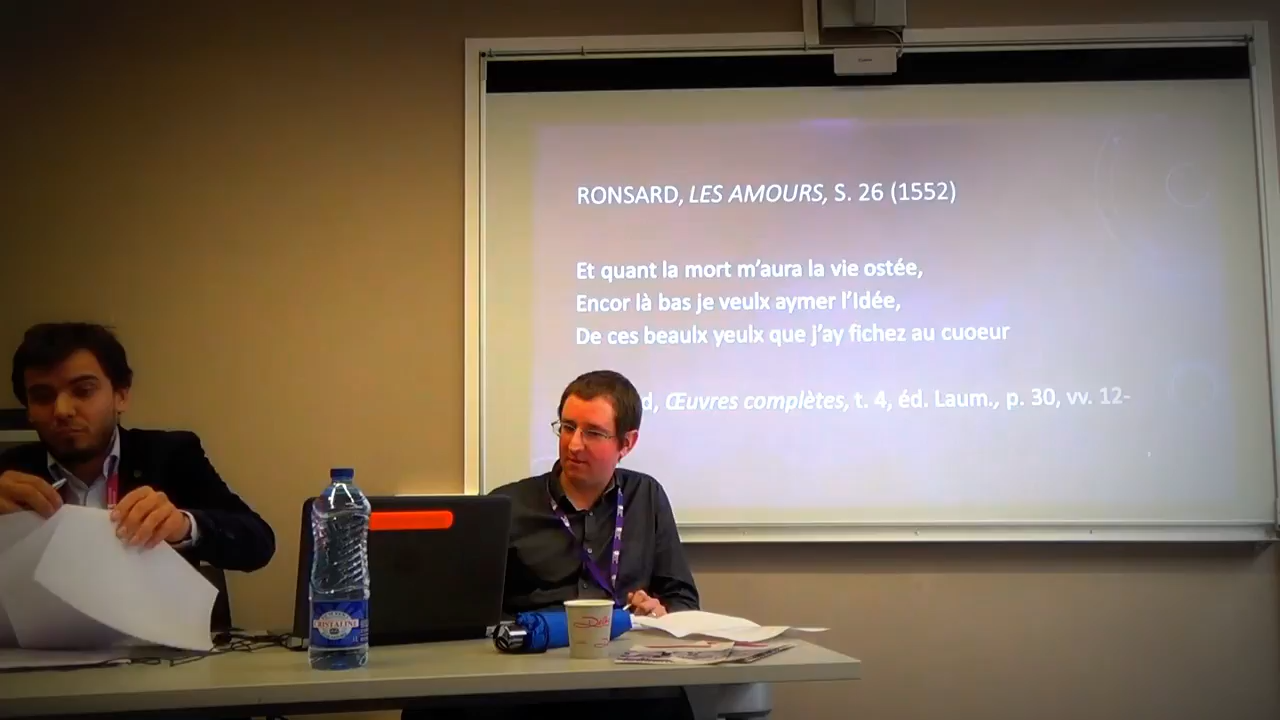 RONSARD, LES AMOURS, S. 26 (1552)
Et quant la mort m'aura la vie ostée,
Encor là bas je veulx aymer l'Idée,
De ces beaulx yeulx que j'ay fichez au cuoeur
d, Œuvres complètes, t. 4, éd. Laum., p. 30, vv. 12-
CRISTALINE